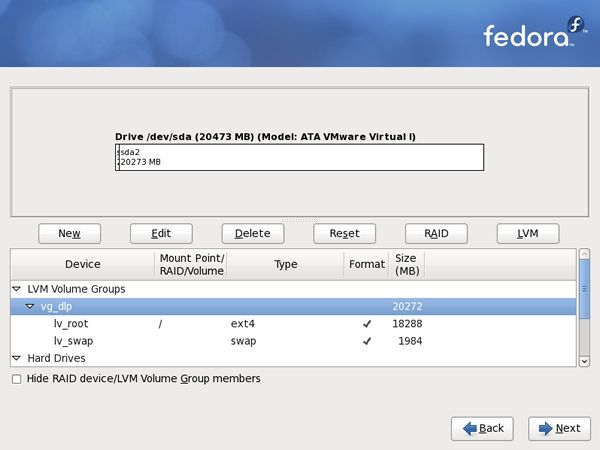 fedora
Drive /dev/sda (20473 MB) (Model: ATA VMware Virtual I)
sda2
20273 MB
New Edit Delete Reset RAID LVM
Device Mount Point/ RAID/Volume Type Format Size (MB)
LVM Volume Groups
vg_dlp 20272
lv_root / ext4 ✓ 18288
lv_swap swap ✓ 1984
Hard Drives
Hide RAID device/LVM Volume Group members
Back Next